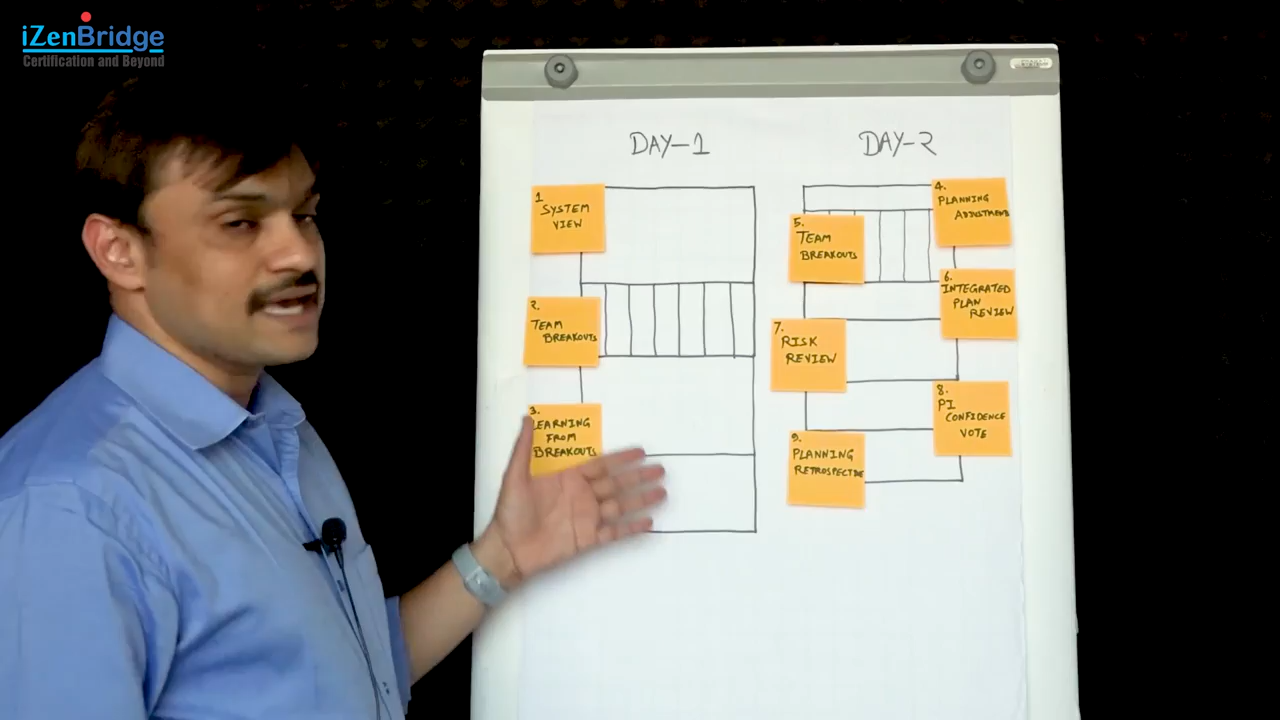 iZenBridge
Certification and Beyond
DAY-1
1
SYSTEM
VIEW
2.
TEAM
BREAKOUTS
3.
LEARNING
FROM
BREAKOUTS
DAY-2
4.
PLANNING
ADJUSTMENT
5.
TEAM
BREAKOUTS
6.
INTEGRATED
PLAN
REVIEW
7.
RISK
REVIEW
8.
PI
CONFIDENCE
VOTE
9.
PLANNING
RETROSPECTIVE